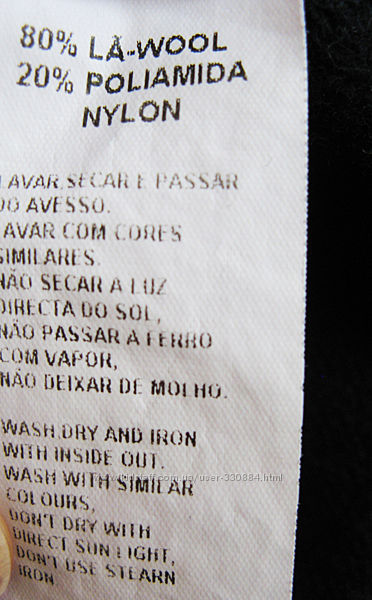 80% LÃ-WOOL
20% POLIAMIDA
NYLON
LAVAR, SECAR E PASSAR
DO AVESSO.
LAVAR COM CORES
SIMILARES.
NÃO SECAR A LUZ
DIRECTA DO SOL,
NÃO PASSAR A FERRO
COM VAPOR,
NÃO DEIXAR DE MOLHO.
WASH,DRY AND IRON
WITH INSIDE OUT.
WASH WITH SIMILAR
COLOURS,
DON'T DRY WITH
DIRECT SUN LIGHT,
DON'T USE STEARN
IRON